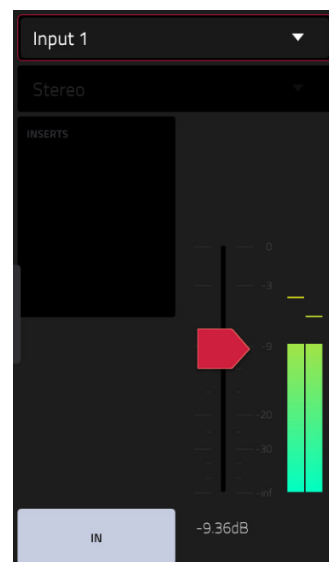 Input 1
Stereo
INSERTS
0
-3
-9
-20
-30
-inf
-9.36dB
IN